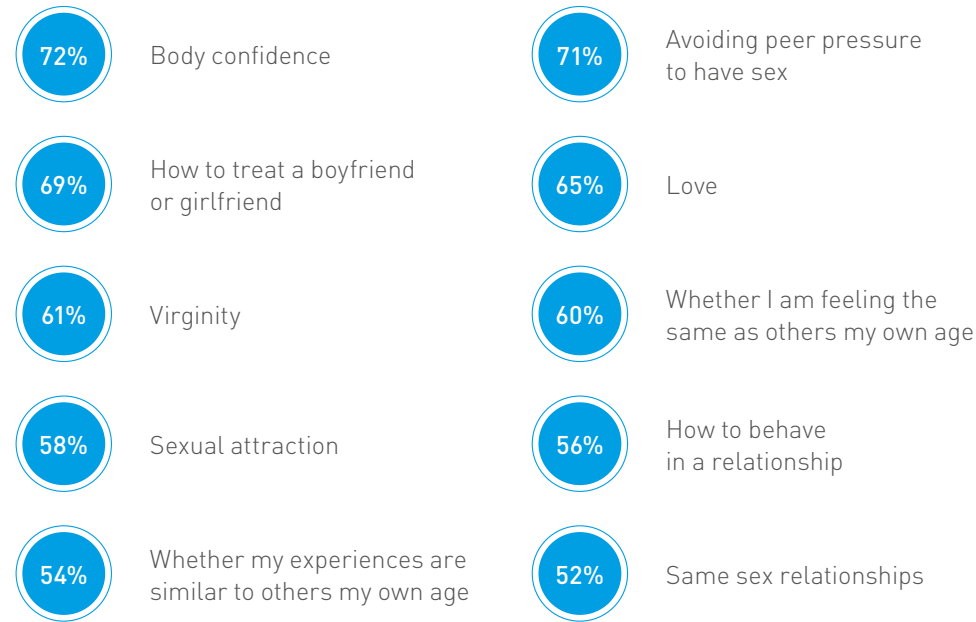 72%
Body confidence
71%
Avoiding peer pressure
to have sex
69%
How to treat a boyfriend
or girlfriend
65%
Love
61%
Virginity
60%
Whether I am feeling the
same as others my own age
58%
Sexual attraction
56%
How to behave
in a relationship
54%
Whether my experiences are
similar to others my own age
52%
Same sex relationships